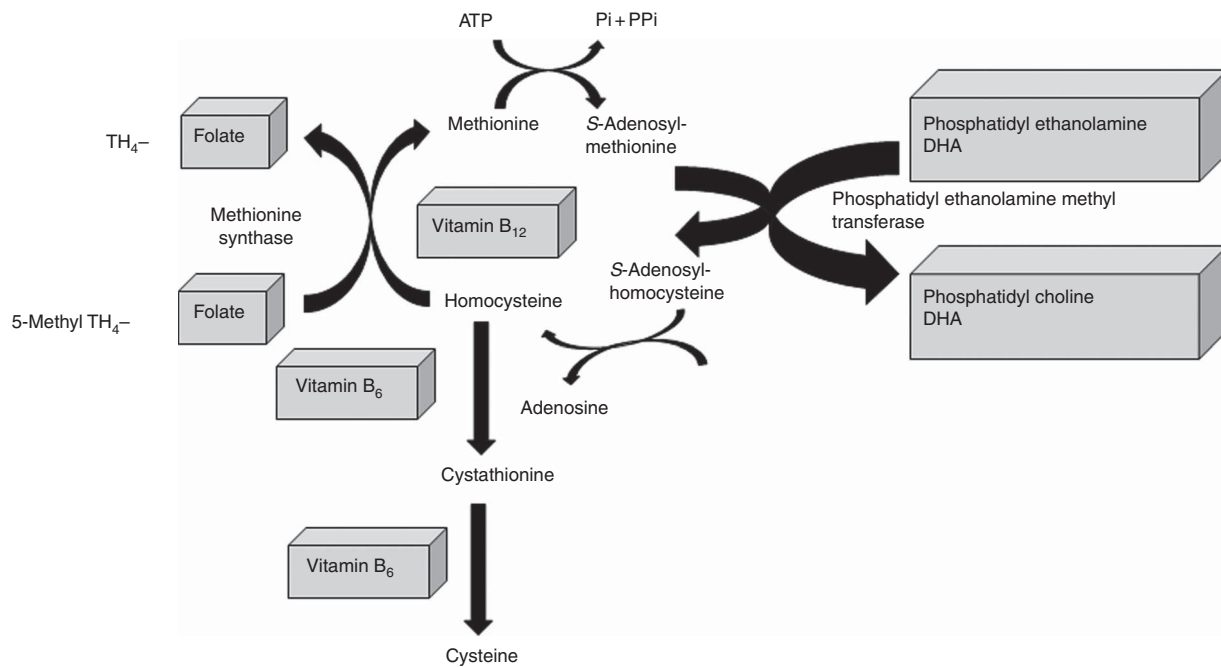 ATP
Pi + PPi
TH₄–
Folate
Methionine
S-Adenosyl-
methionine
Phosphatidyl ethanolamine
DHA
Methionine
synthase
Vitamin B₁₂
Phosphatidyl ethanolamine methyl
transferase
5-Methyl TH₄–
Folate
Homocysteine
S-Adenosyl-
homocysteine
Phosphatidyl choline
DHA
Vitamin B₆
Adenosine
Cystathionine
Vitamin B₆
Cysteine